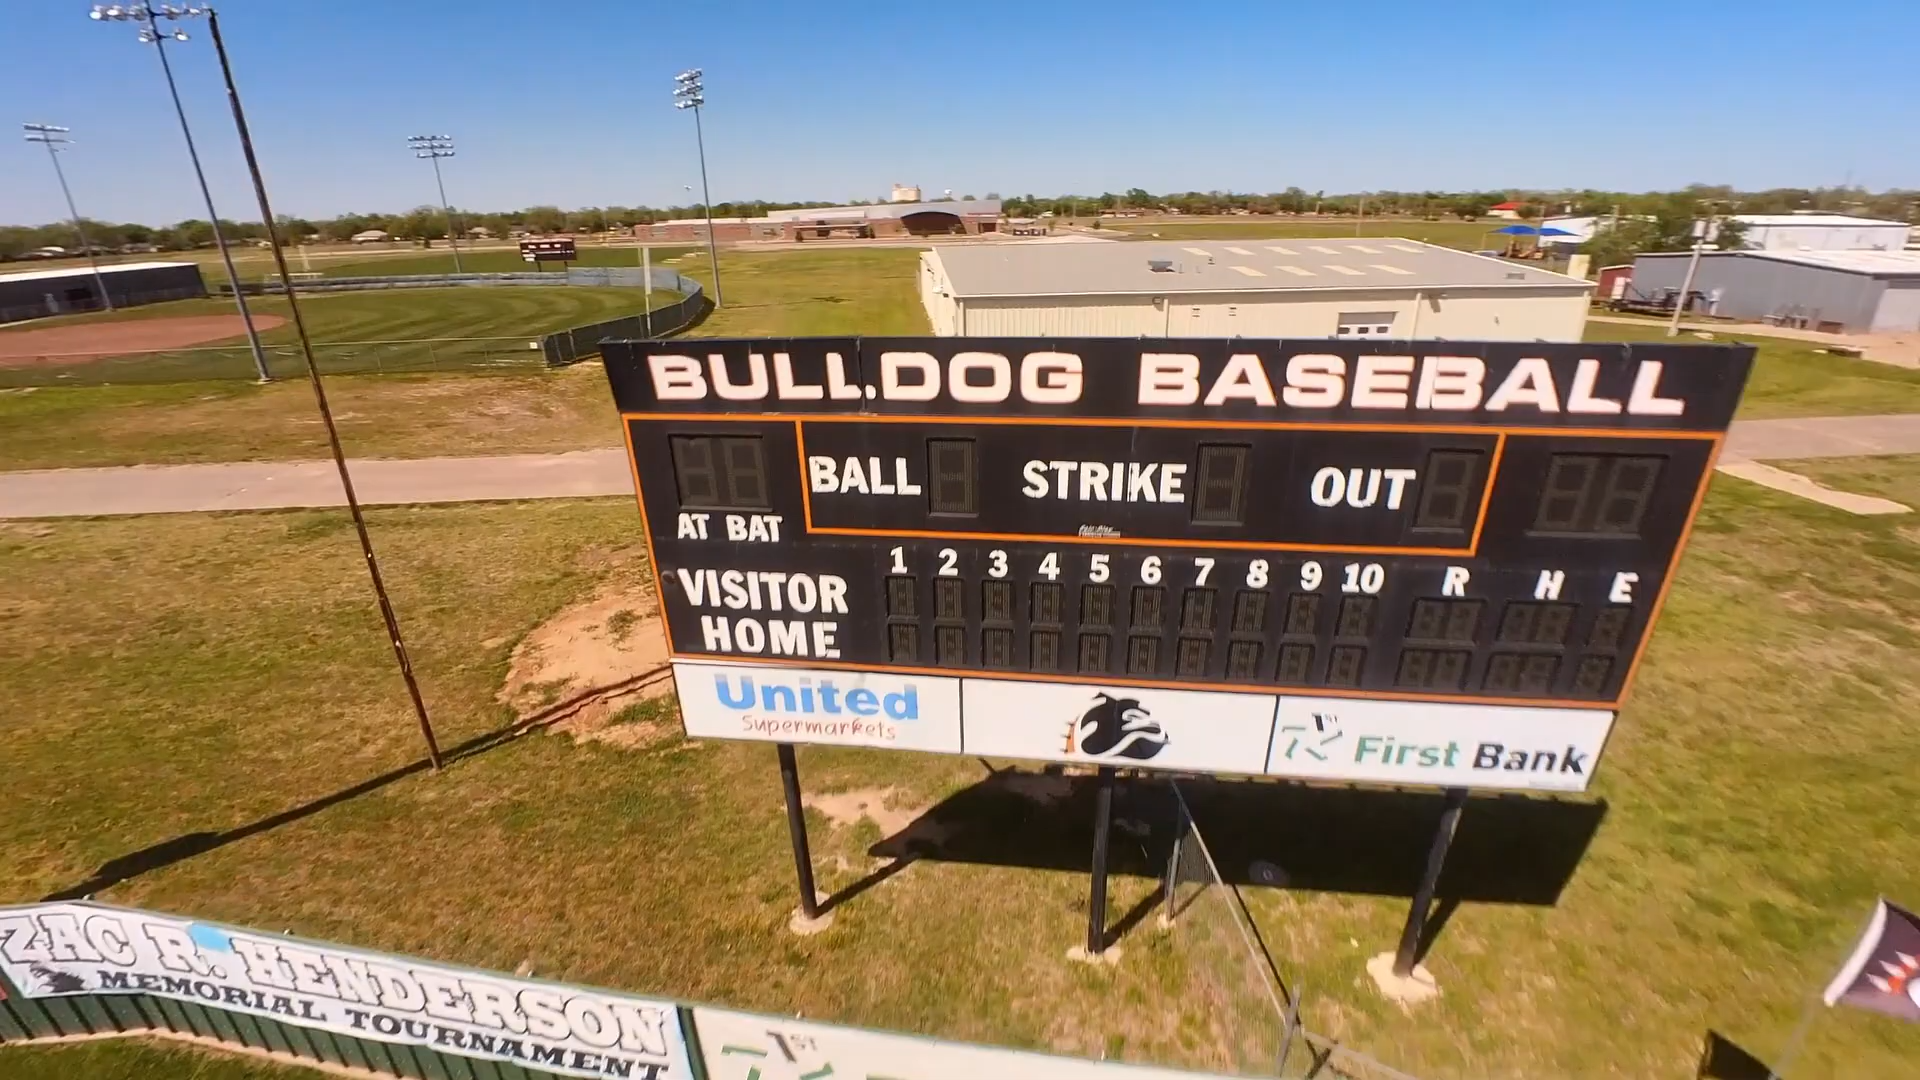 BULLDOG BASEBALL
BALL STRIKE OUT
AT BAT
1 2 3 4 5 6 7 8 9 10 R H E
VISITOR
HOME
United
Supermarkets
1ST
First Bank
ZAC R. HENDERSON
MEMORIAL TOURNAMENT
1ST